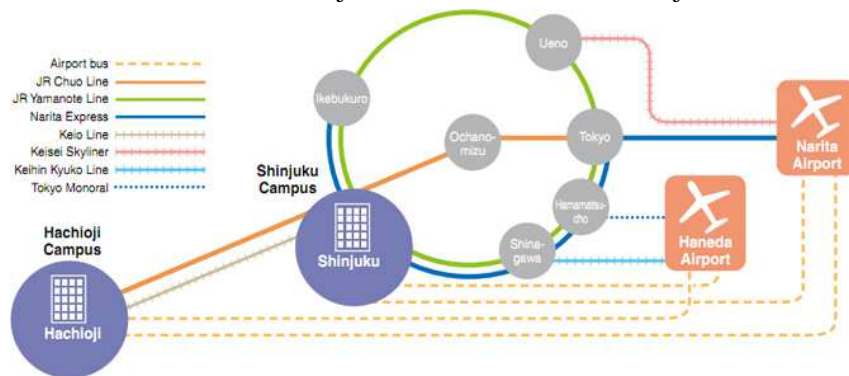 Airport bus
JR Chuo Line
JR Yamanote Line
Narita Express
Keio Line
Keisei Skyliner
Keihin Kyuko Line
Tokyo Monoral
Ueno
Ikebukuro
Ochano-
mizu
Tokyo
Narita
Airport
Shinjuku
Campus
Hamamatsu-
cho
Shinjuku
Shina-
gawa
Haneda
Airport
Hachioji
Campus
Hachioji